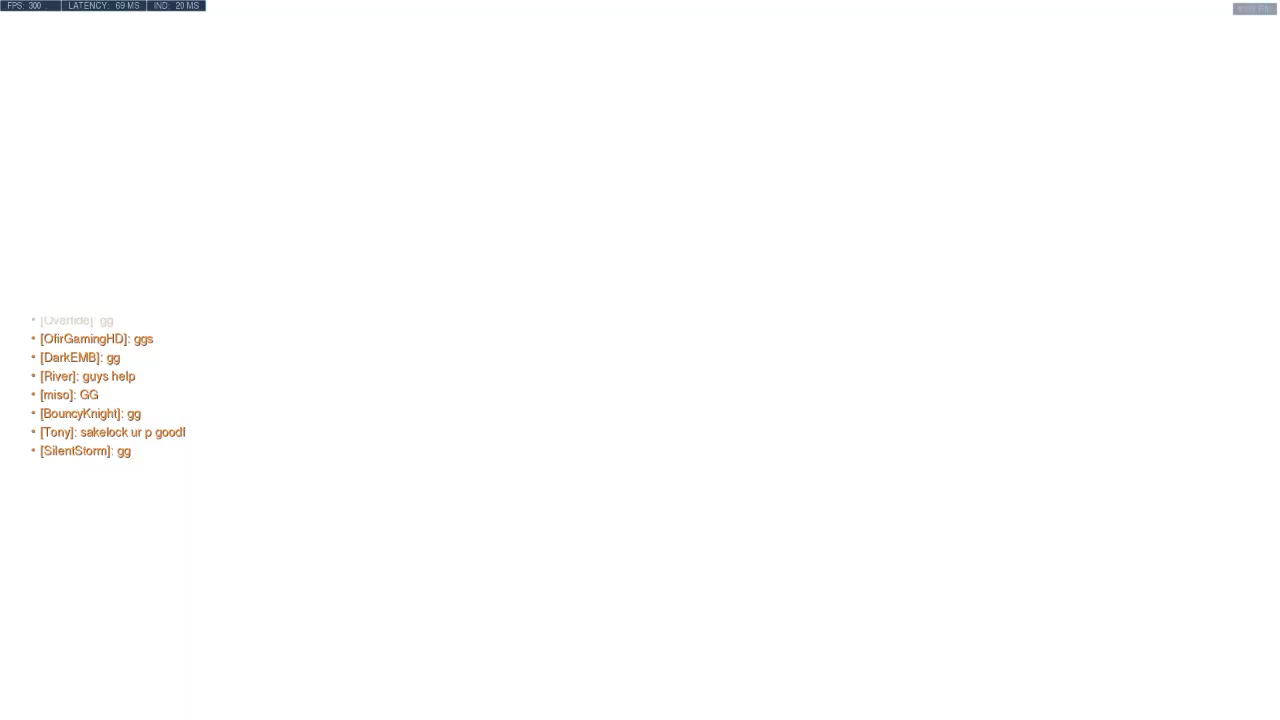 FPS: 300 LATENCY: 69 MS IND: 20 MS
• [Overtide]: gg
• [OfirGamingHD]: ggs
• [DarkEMB]: gg
• [River]: guys help
• [miso]: GG
• [BouncyKnight]: gg
• [Tony]: sakelock ur p goodf
• [SilentStorm]: gg